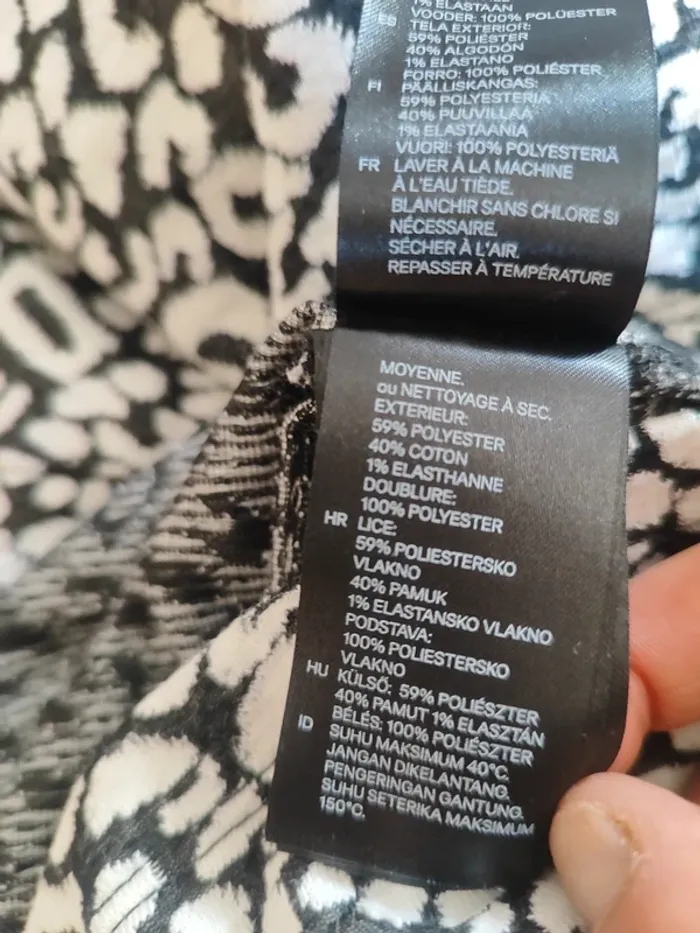 1% ELASTAAN
VOODER: 100% POLÜESTER
ES TELA EXTERIOR:
59% POLIÉSTER
40% ALGODÓN
1% ELASTANO
FORRO: 100% POLIÉSTER
FI PÄÄLLISKANGAS:
59% POLYESTERIA
40% PUUVILLAA
1% ELASTAANIA
VUORI: 100% POLYESTERIÄ
FR LAVER À LA MACHINE
À L'EAU TIÈDE.
BLANCHIR SANS CHLORE SI
NÉCESSAIRE.
SÉCHER À L'AIR.
REPASSER À TEMPÉRATURE
MOYENNE.
ou NETTOYAGE À SEC.
EXTERIEUR:
59% POLYESTER
40% COTON
1% ELASTHANNE
DOUBLURE:
100% POLYESTER
HR LICE:
59% POLIESTERSKO
VLAKNO
40% PAMUK
1% ELASTANSKO VLAKNO
PODSTAVA:
100% POLIESTERSKO
VLAKNO
HU KÜLSŐ: 59% POLIÉSZTER
40% PAMUT 1% ELASZTÁN
BÉLÉS: 100% POLIÉSZTER
ID SUHU MAKSIMUM 40°C.
JANGAN DIKELANTANG.
PENGERINGAN GANTUNG.
SUHU SETERIKA MAKSIMUM
150°C.